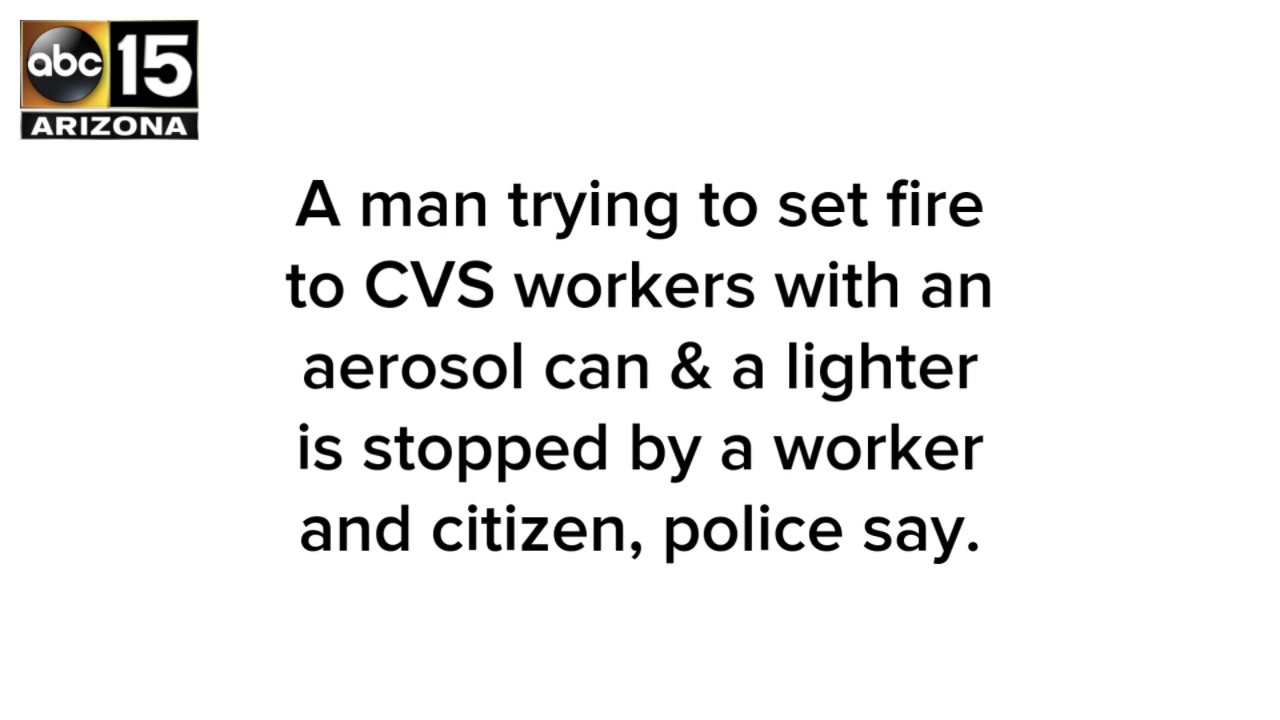 abc 15
ARIZONA
A man trying to set fire
to CVS workers with an
aerosol can & a lighter
is stopped by a worker
and citizen, police say.